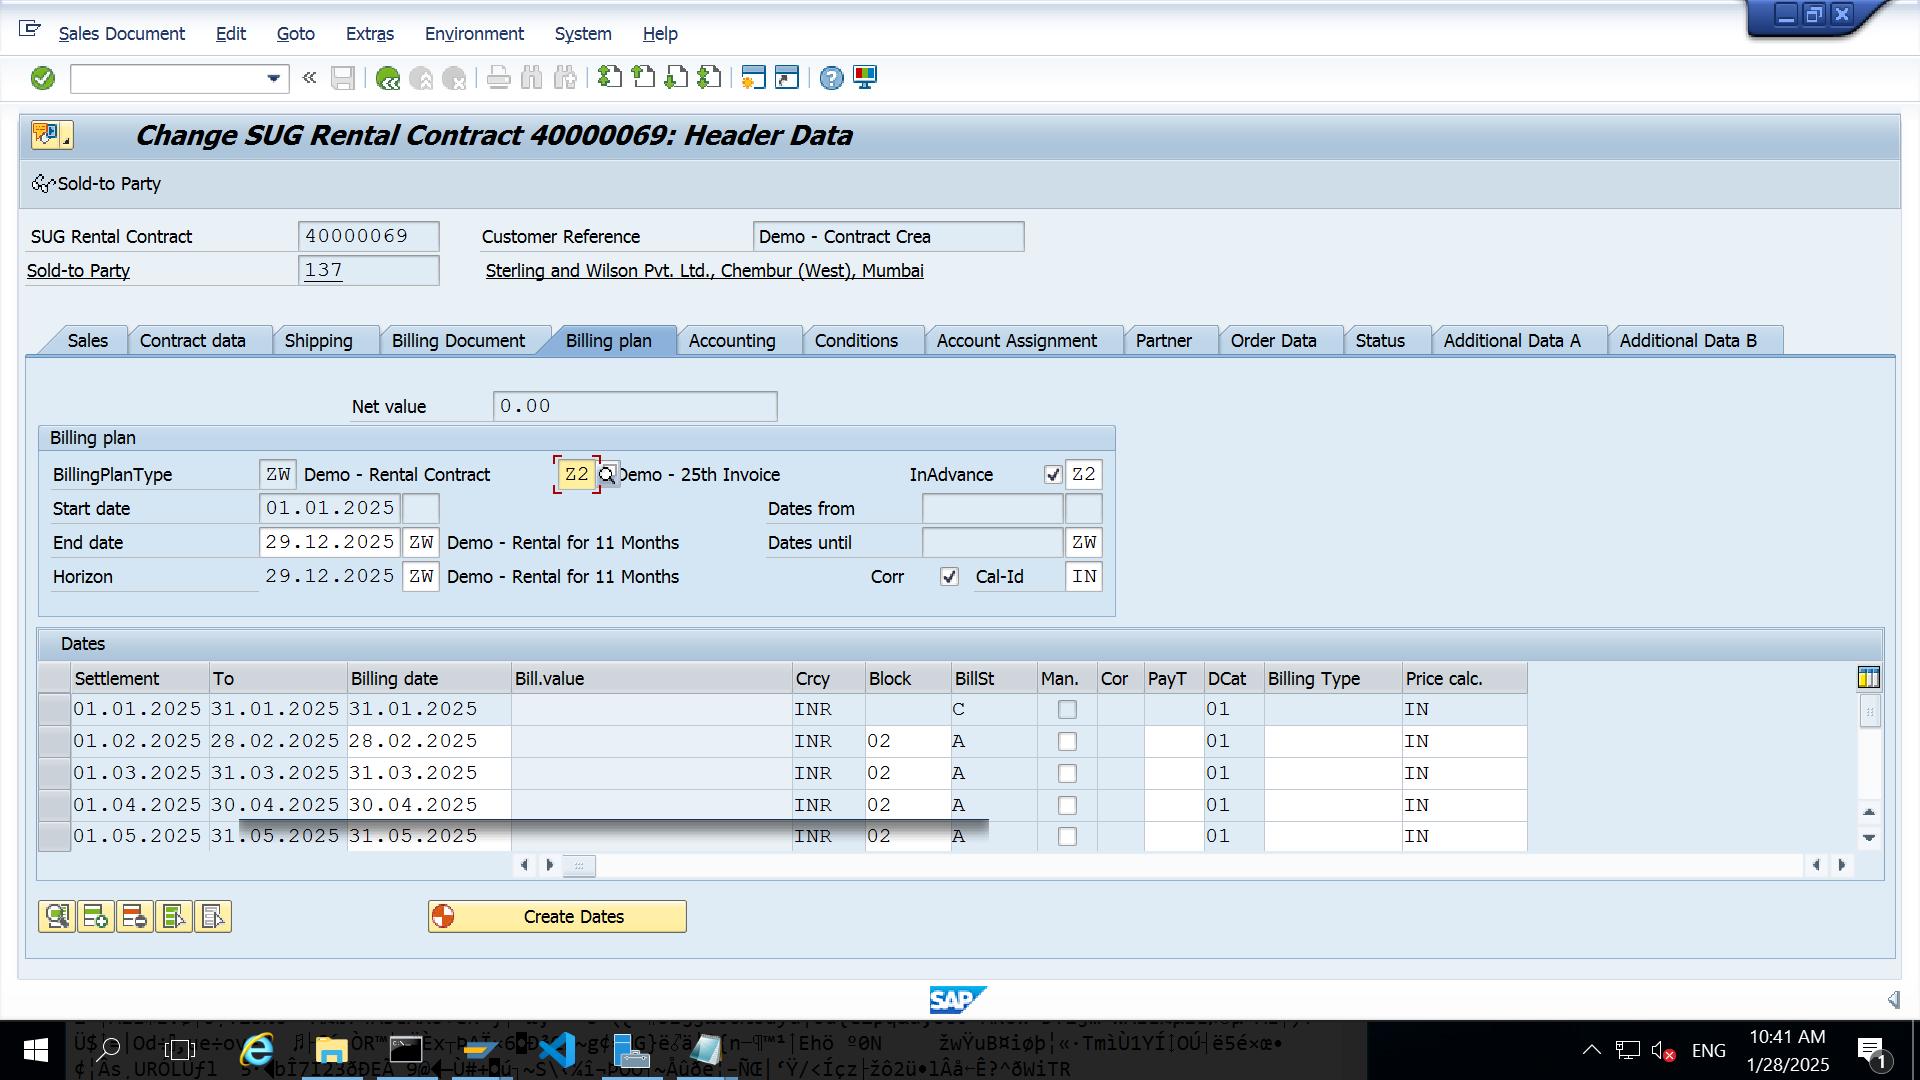 Sales Document Edit Goto Extras Environment System Help
Change SUG Rental Contract 40000069: Header Data
Sold-to Party
SUG Rental Contract 40000069 Customer Reference Demo - Contract Crea
Sold-to Party 137 Sterling and Wilson Pvt. Ltd., Chembur (West), Mumbai
Sales Contract data Shipping Billing Document Billing plan Accounting Conditions Account Assignment Partner Order Data Status Additional Data A Additional Data B
Net value 0.00
Billing plan
BillingPlanType ZW Demo - Rental Contract Z2 Demo - 25th Invoice InAdvance Z2
Start date 01.01.2025 Dates from
End date 29.12.2025 ZW Demo - Rental for 11 Months Dates until ZW
Horizon 29.12.2025 ZW Demo - Rental for 11 Months Corr Cal-Id IN
Dates
Settlement To Billing date Bill.value Crcy Block BillSt Man. Cor PayT DCat Billing Type Price calc.
01.01.2025 31.01.2025 31.01.2025 INR C 01 IN
01.02.2025 28.02.2025 28.02.2025 INR 02 A 01 IN
01.03.2025 31.03.2025 31.03.2025 INR 02 A 01 IN
01.04.2025 30.04.2025 30.04.2025 INR 02 A 01 IN
01.05.2025 31.05.2025 31.05.2025 INR 02 A 01 IN
Create Dates
SAP
ENG 10:41 AM
1/28/2025 1